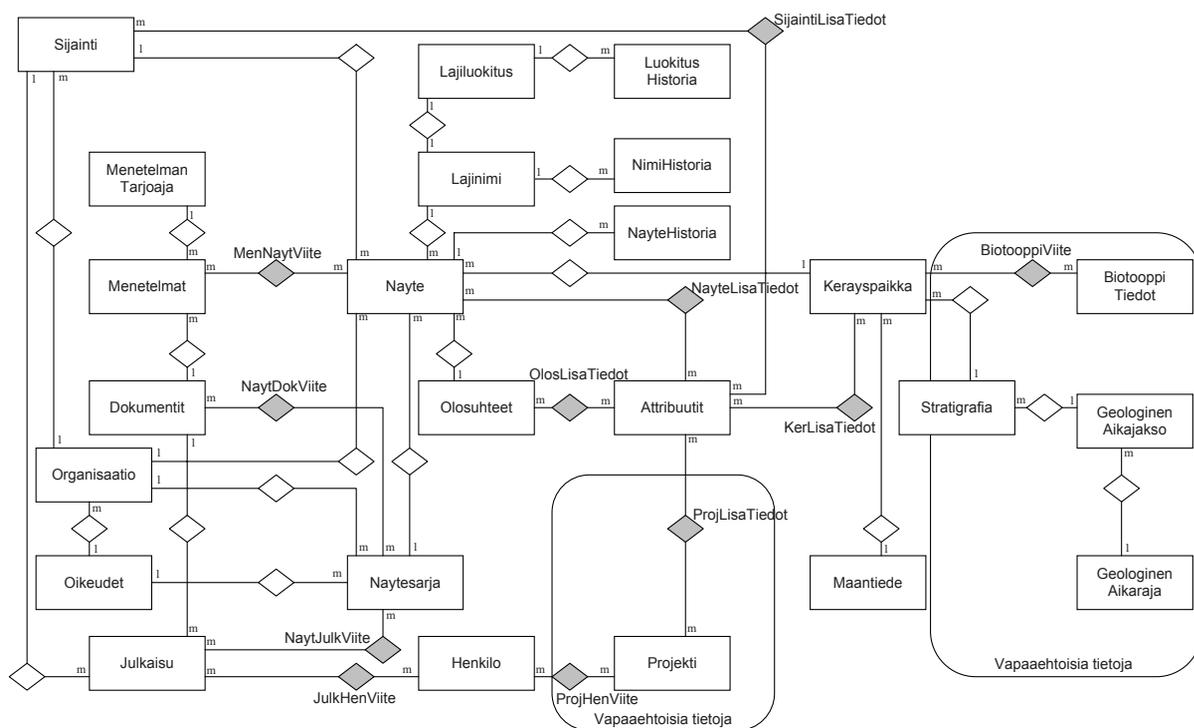 m
SijaintiLisaTiedot
Sijainti
l
l
m
Lajiluokitus
l
m
Luokitus
Historia
l
l
Menetelman
Tarjoaja
Lajinimi
l
m
NimiHistoria
l
l
m
NayteHistoria
m
MenNaytViite
m
m
l
Menetelmat
m
m
Nayte
m
m
NayteLisaTiedot
l
Kerayspaikka
m
BiotooppiViite
m
Biotooppi
Tiedot
m
m
m
m
m
m
m
l
NaytDokViite
l
OlosLisaTiedot
m
m
l
Dokumentit
m
Olosuhteet
m
m
Attribuutit
m
KerLisaTiedot
Stratigrafia
m
l
Geologinen
Aikajakso
l
l
m
m
Organisaatio
l
l
m
ProjLisaTiedot
l
m
m
l
l
l
Oikeudet
l
m
Naytesarja
Maantiede
Geologinen
Aikaraja
m
m
m
NaytJulkViite
m
m
Julkaisu
m
JulkHenViite
m
Henkilo
m
ProjHenViite
m
Projekti
Vapaaehtoisia tietoja
Vapaaehtoisia tietoja